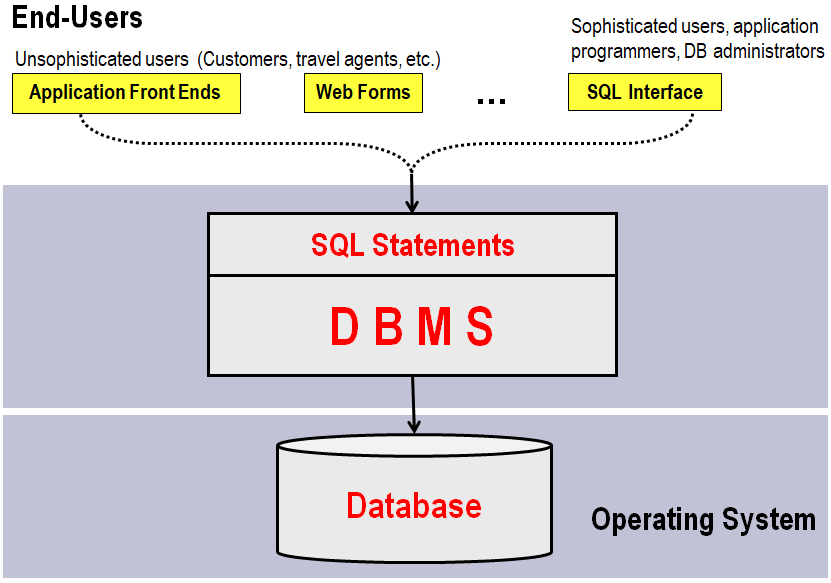 End-Users
Sophisticated users, application
programmers, DB administrators
Unsophisticated users (Customers, travel agents, etc.)
Application Front Ends
Web Forms
...
SQL Interface
SQL Statements
D B M S
Database
Operating System